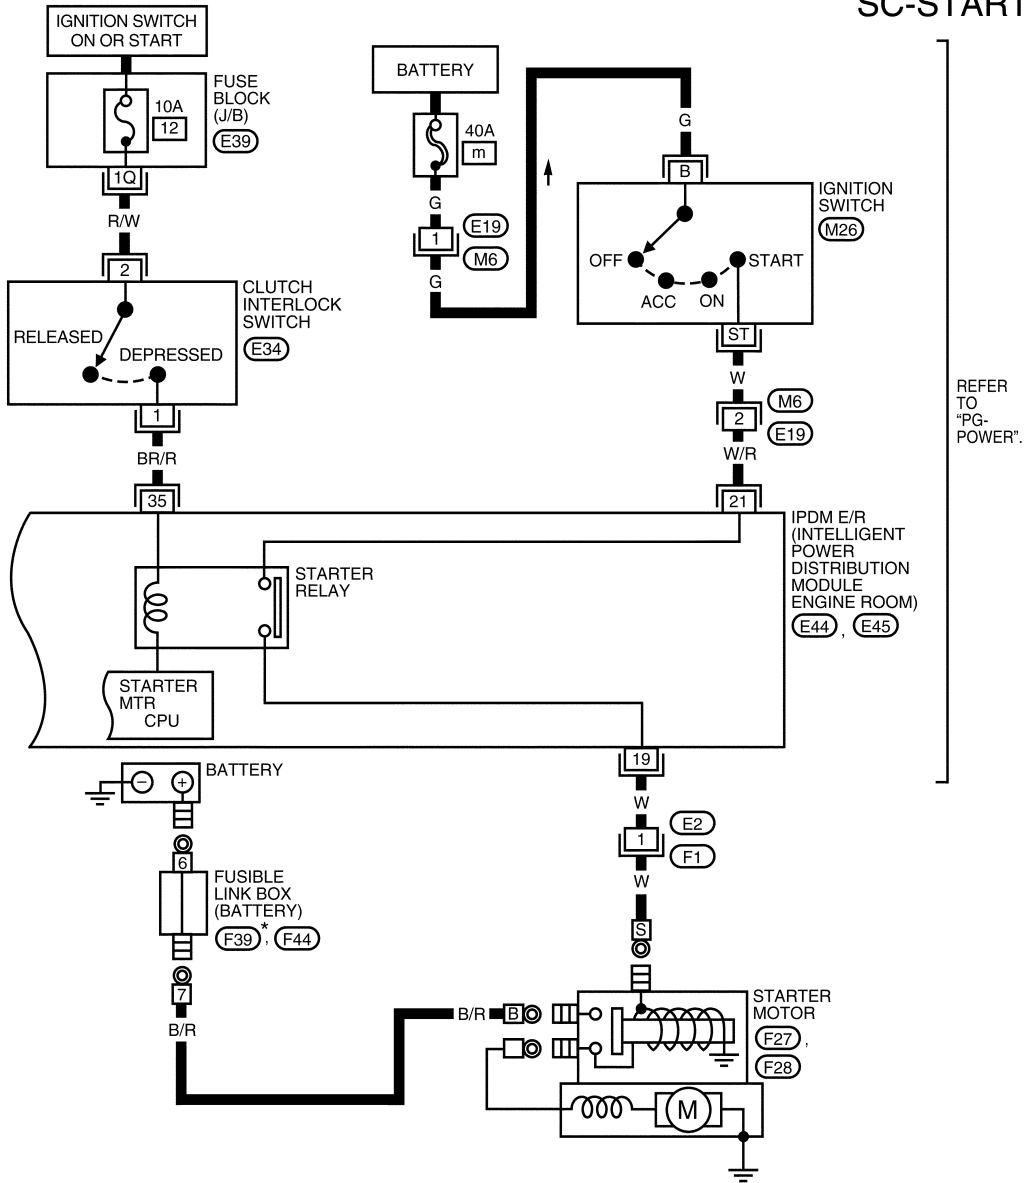 SC-START
IGNITION SWITCH
ON OR START
10A
12
FUSE
BLOCK
(J/B)
E39
1Q
R/W
2
CLUTCH
INTERLOCK
SWITCH
E34
RELEASED
DEPRESSED
1
BR/R
35
BATTERY
40A
m
G
1
E19
M6
G
G
B
IGNITION
SWITCH
M26
OFF
START
ACC
ON
ST
W
2
M6
E19
W/R
21
REFER
TO
“PG-
POWER”.
IPDM E/R
(INTELLIGENT
POWER
DISTRIBUTION
MODULE
ENGINE ROOM)
E44 , E45
STARTER
RELAY
STARTER
MTR
CPU
19
W
1
E2
F1
W
S
BATTERY
− +
6
FUSIBLE
LINK BOX
(BATTERY)
F39 *, F44
7
B/R
B/R
B
STARTER
MOTOR
F27 ,
F28
M